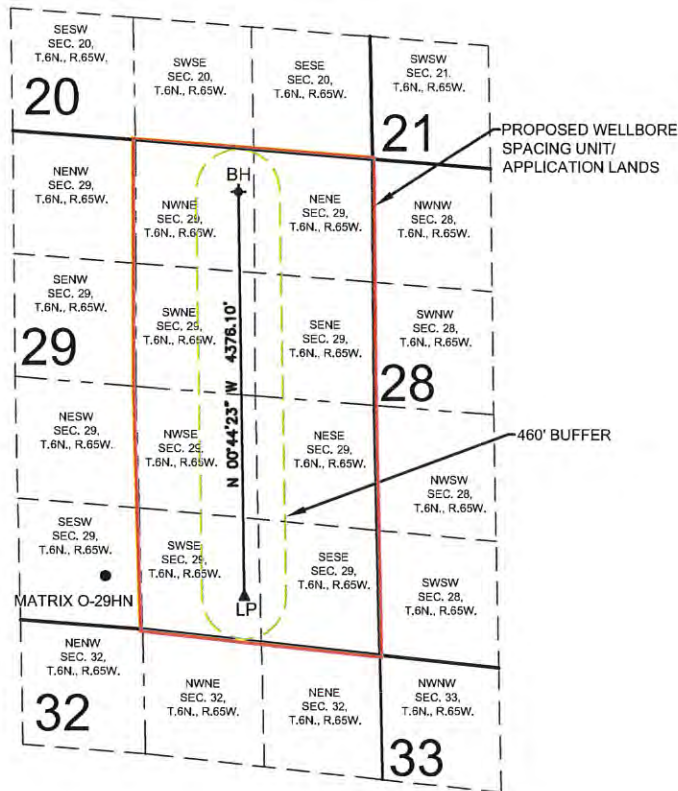 SESW
SEC. 20,
T.6N., R.65W.
20
SWSE
SEC. 20,
T.6N., R.65W.
SESE
SEC. 20,
T.6N., R.65W.
SWSW
SEC. 21.
T.6N., R.65W.
21
PROPOSED WELLBORE
SPACING UNIT/
APPLICATION LANDS
NENW
SEC. 29,
T.6N., R.65W.
BH
NWNE
SEC. 29,
T.6N., R.65W.
NENE
SEC. 29,
T.6N., R.65W.
NWNW
SEC. 28,
T.6N., R.65W.
SENW
SEC. 29,
T.6N., R.65W.
29
SWNE
SEC. 29,
T.6N., R.65W.
N 00°44'23" W 4376.10'
SENE
SEC. 29,
T.6N., R.65W.
SWNW
SEC. 28,
T.6N., R.65W.
28
NESW
SEC. 29,
T.6N., R.65W.
NWSE
SEC. 29,
T.6N., R.65W.
NESE
SEC. 29,
T.6N., R.65W.
460' BUFFER
NWSW
SEC. 28,
T.6N., R.65W.
SESW
SEC. 29,
T.6N., R.65W.
MATRIX O-29HN
SWSE
SEC. 29,
T.6N., R.65W.
LP
SESE
SEC. 29,
T.6N., R.65W.
SWSW
SEC. 28,
T.6N., R.65W.
NENW
SEC. 32,
T.6N., R.65W.
32
NWNE
SEC. 32,
T.6N., R.65W.
NENE
SEC. 32,
T.6N., R.65W.
NWNW
SEC. 33,
T.6N., R.65W.
33